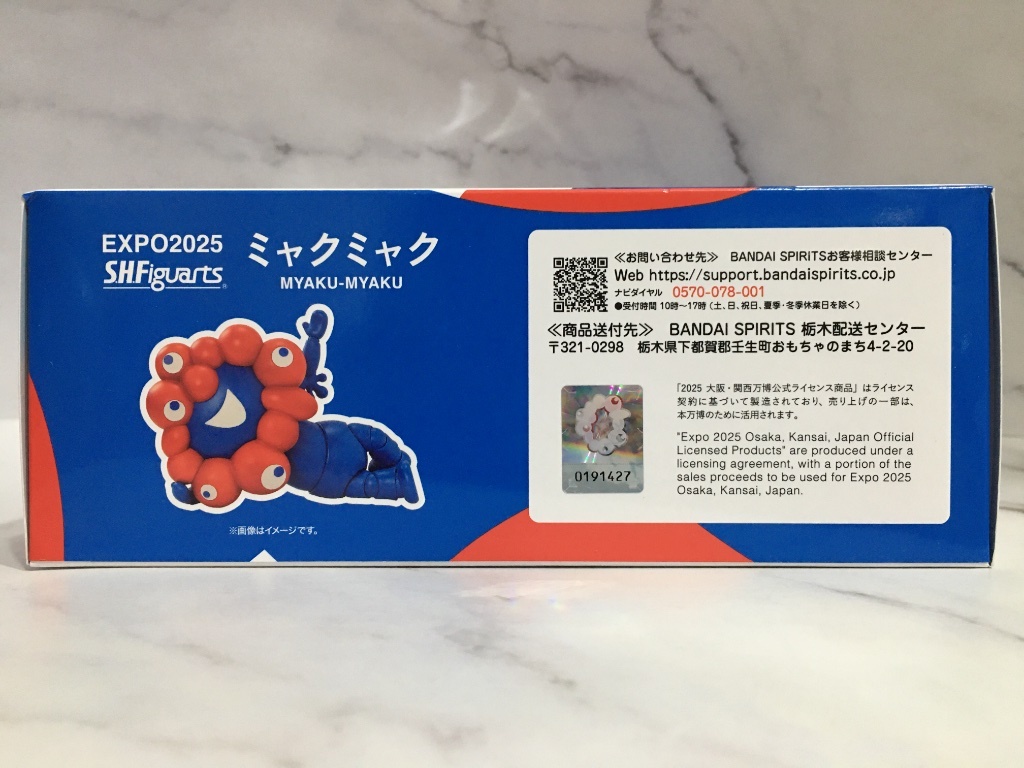 EXPO2025
S.H.Figuarts®
ミャクミャク
MYAKU-MYAKU
※画像はイメージです。
≪お問い合わせ先≫ BANDAI SPIRITSお客様相談センター
Web https://support.bandaispirits.co.jp
ナビダイヤル 0570-078-001
●受付時間 10時〜17時（土、日、祝日、夏季・冬季休業日を除く）
≪商品送付先≫ BANDAI SPIRITS 栃木配送センター
〒321-0298 栃木県下都賀郡壬生町おもちゃのまち4-2-20
0191427
「2025 大阪・関西万博公式ライセンス商品」はライセンス
契約に基づいて製造されており、売り上げの一部は、
本万博のために活用されます。
"Expo 2025 Osaka, Kansai, Japan Official
Licensed Products" are produced under a
licensing agreement, with a portion of the
sales proceeds to be used for Expo 2025
Osaka, Kansai, Japan.